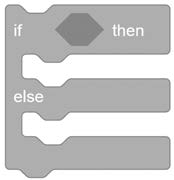 if then
else